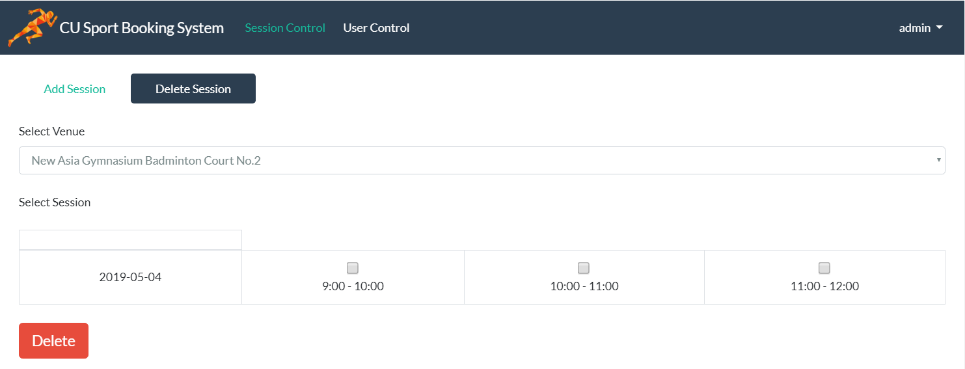 CU Sport Booking System Session Control User Control admin
Add Session Delete Session
Select Venue
New Asia Gymnasium Badminton Court No.2
Select Session
2019-05-04 9:00 - 10:00 10:00 - 11:00 11:00 - 12:00
Delete